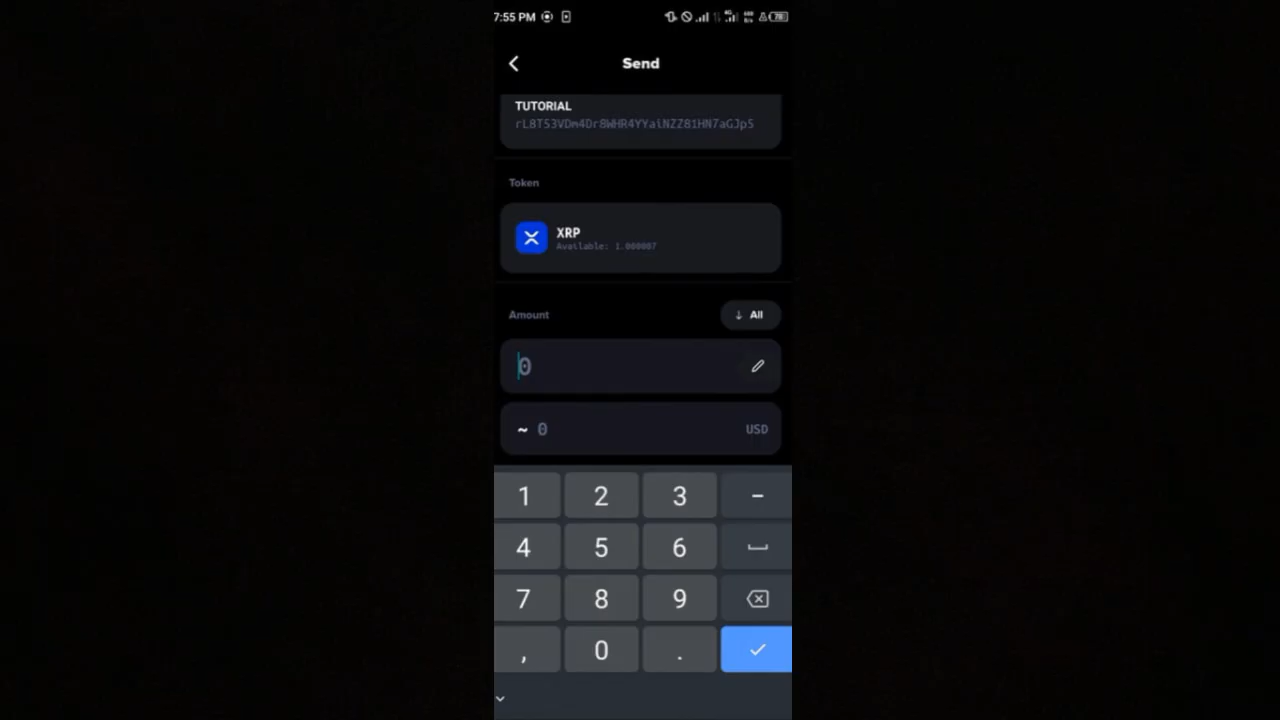 7:55 PM
Send
TUTORIAL
rL8T53VDm4Dr8WHR4YYaiNZZ81HN7aGJp5
Token
XRP
Available: 1.000007
Amount
↓ All
0
~ 0 USD
1 2 3 -
4 5 6
7 8 9
, 0 .